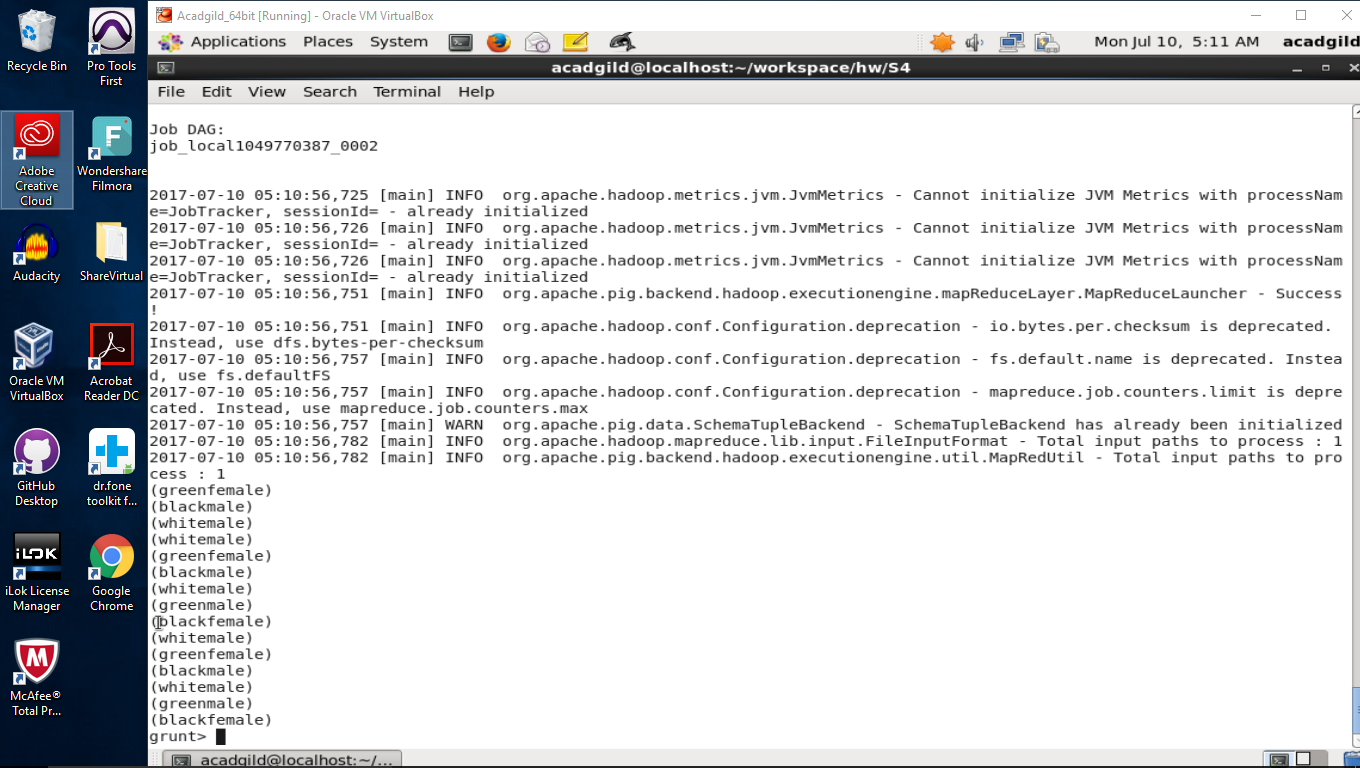 Acadgild_64bit [Running] - Oracle VM VirtualBox
Applications Places System Mon Jul 10, 5:11 AM acadgild
acadgild@localhost:~/workspace/hw/S4
File Edit View Search Terminal Help
Job DAG:
job_local1049770387_0002
2017-07-10 05:10:56,725 [main] INFO  org.apache.hadoop.metrics.jvm.JvmMetrics - Cannot initialize JVM Metrics with processNam
e=JobTracker, sessionId= - already initialized
2017-07-10 05:10:56,726 [main] INFO  org.apache.hadoop.metrics.jvm.JvmMetrics - Cannot initialize JVM Metrics with processNam
e=JobTracker, sessionId= - already initialized
2017-07-10 05:10:56,726 [main] INFO  org.apache.hadoop.metrics.jvm.JvmMetrics - Cannot initialize JVM Metrics with processNam
e=JobTracker, sessionId= - already initialized
2017-07-10 05:10:56,751 [main] INFO  org.apache.pig.backend.hadoop.executionengine.mapReduceLayer.MapReduceLauncher - Success
!
2017-07-10 05:10:56,751 [main] INFO  org.apache.hadoop.conf.Configuration.deprecation - io.bytes.per.checksum is deprecated.
Instead, use dfs.bytes-per-checksum
2017-07-10 05:10:56,757 [main] INFO  org.apache.hadoop.conf.Configuration.deprecation - fs.default.name is deprecated. Instea
d, use fs.defaultFS
2017-07-10 05:10:56,757 [main] INFO  org.apache.hadoop.conf.Configuration.deprecation - mapreduce.job.counters.limit is depre
cated. Instead, use mapreduce.job.counters.max
2017-07-10 05:10:56,757 [main] WARN  org.apache.pig.data.SchemaTupleBackend - SchemaTupleBackend has already been initialized
2017-07-10 05:10:56,782 [main] INFO  org.apache.hadoop.mapreduce.lib.input.FileInputFormat - Total input paths to process : 1
2017-07-10 05:10:56,782 [main] INFO  org.apache.pig.backend.hadoop.executionengine.util.MapRedUtil - Total input paths to pro
cess : 1
(greenfemale)
(blackmale)
(whitemale)
(whitemale)
(greenfemale)
(blackmale)
(whitemale)
(greenmale)
(blackfemale)
(whitemale)
(greenfemale)
(blackmale)
(whitemale)
(greenmale)
(blackfemale)
grunt>
acadgild@localhost:~/...
Recycle Bin
Pro Tools
First
Adobe
Creative
Cloud
Wondershare
Filmora
Audacity
ShareVirtual
Oracle VM
VirtualBox
Acrobat
Reader DC
GitHub
Desktop
dr.fone
toolkit f...
iLOK
iLok License
Manager
Google
Chrome
McAfee®
Total Pr...